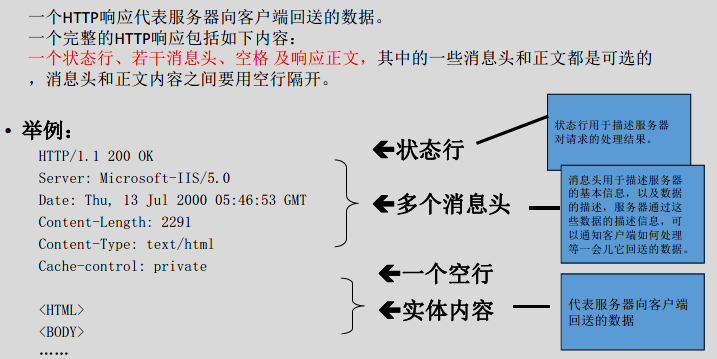 一个HTTP响应代表服务器向客户端回送的数据。
一个完整的HTTP响应包括如下内容：
一个状态行、若干消息头、空格 及响应正文，其中的一些消息头和正文都是可选的
，消息头和正文内容之间要用空行隔开。
• 举例：
HTTP/1.1 200 OK
Server: Microsoft-IIS/5.0
Date: Thu, 13 Jul 2000 05:46:53 GMT
Content-Length: 2291
Content-Type: text/html
Cache-control: private
<HTML>
<BODY>
……
🡸状态行
🡸多个消息头
🡸一个空行
🡸实体内容
状态行用于描述服务器
对请求的处理结果。
消息头用于描述服务器
的基本信息，以及数据
的描述，服务器通过这
些数据的描述信息，可
以通知客户端如何处理
等一会儿它回送的数据。
代表服务器向客户端
回送的数据